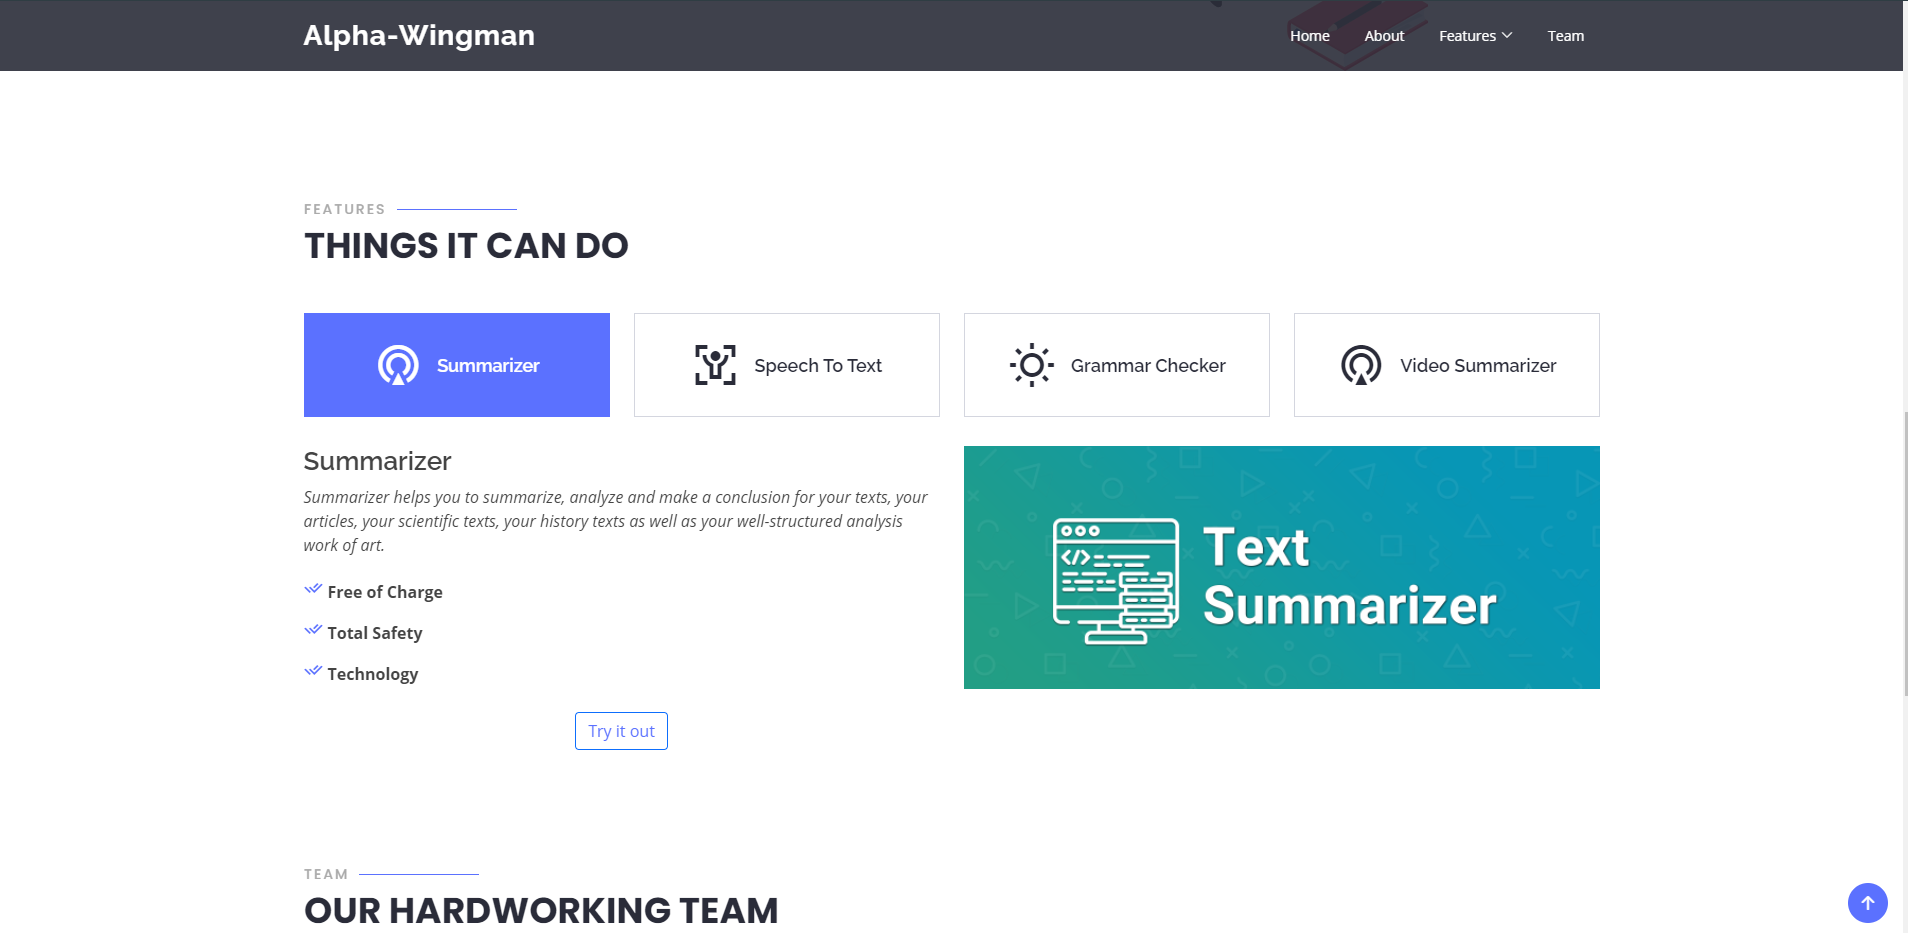 Alpha-Wingman
Home About Features Team
FEATURES
THINGS IT CAN DO
Summarizer
Speech To Text
Grammar Checker
Video Summarizer
Summarizer
Summarizer helps you to summarize, analyze and make a conclusion for your texts, your
articles, your scientific texts, your history texts as well as your well-structured analysis
work of art.
Free of Charge
Total Safety
Technology
Try it out
</>
Text
Summarizer
TEAM
OUR HARDWORKING TEAM